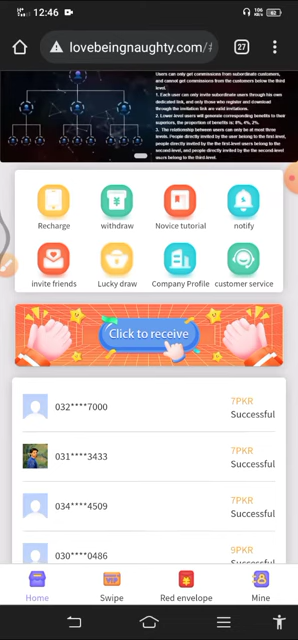 12:46
106 KB/s
lovebeingnaughty.com/#
27
Users can only get commissions from subordinate customers,
and cannot get commissions from the customers below the third
level.
1. Each user can only invite subordinate users through his own
dedicated link, and only those who register and download
through the invitation link are valid invitations.
2. Lower-level users will generate corresponding benefits to their
superiors, the proportion of benefits is: 8%, 4%, 2%.
3. The relationship between users can only be at most three
levels. People directly invited by the user belong to the first level,
people directly invited by the first-level users belong to the
second level, and people directly invited by the the second-level
users belong to the third-level.
Recharge
withdraw
Novice tutorial
notify
invite friends
Lucky draw
Company Profile
customer service
Click to receive
032****7000
7PKR
Successful
031****3433
7PKR
Successful
034****4509
7PKR
Successful
030****0486
9PKR
Successful
Home
Swipe
Red envelope
Mine